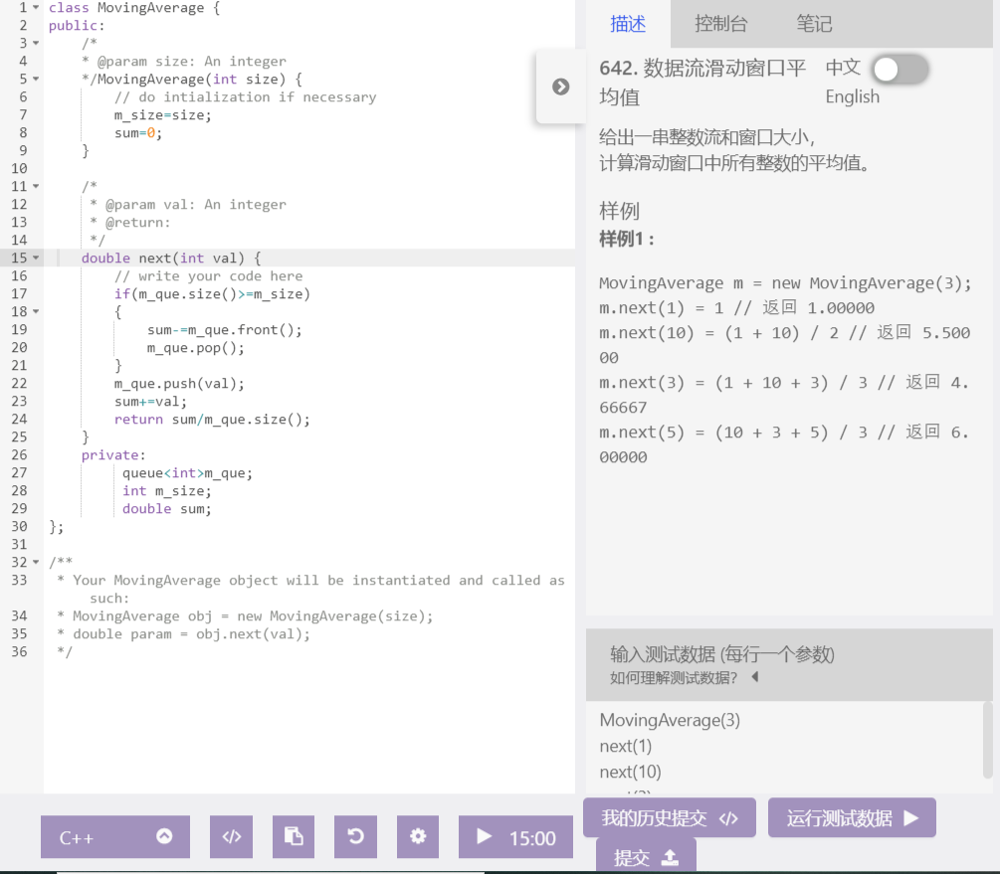 1 class MovingAverage {
2 public:
3 /*
4 * @param size: An integer
5 */MovingAverage(int size) {
6 // do intialization if necessary
7 m_size=size;
8 sum=0;
9 }
10
11 /*
12 * @param val: An integer
13 * @return:
14 */
15 double next(int val) {
16 // write your code here
17 if(m_que.size()>=m_size)
18 {
19 sum-=m_que.front();
20 m_que.pop();
21 }
22 m_que.push(val);
23 sum+=val;
24 return sum/m_que.size();
25 }
26 private:
27 queue<int>m_que;
28 int m_size;
29 double sum;
30 };
31
32 /**
33 * Your MovingAverage object will be instantiated and called as
such:
34 * MovingAverage obj = new MovingAverage(size);
35 * double param = obj.next(val);
36 */
C++
</>
15:00
描述 控制台 笔记
642. 数据流滑动窗口平
均值
中文
English
给出一串整数流和窗口大小,
计算滑动窗口中所有整数的平均值。
样例
样例1 :
MovingAverage m = new MovingAverage(3);
m.next(1) = 1 // 返回 1.00000
m.next(10) = (1 + 10) / 2 // 返回 5.500
00
m.next(3) = (1 + 10 + 3) / 3 // 返回 4.
66667
m.next(5) = (10 + 3 + 5) / 3 // 返回 6.
00000
输入测试数据 (每行一个参数)
如何理解测试数据?
MovingAverage(3)
next(1)
next(10)
我的历史提交 </>
运行测试数据
提交